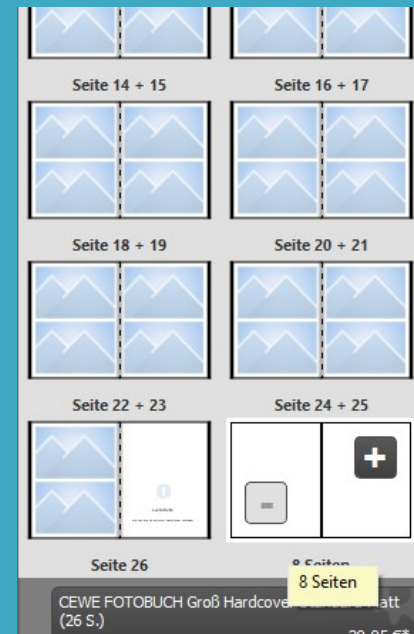 Seite 14 + 15
Seite 16 + 17
Seite 18 + 19
Seite 20 + 21
Seite 22 + 23
Seite 24 + 25
+
-
Seite 26
8 Seiten
8 Seiten
CEWE FOTOBUCH Groß Hardcover
(26 S.)